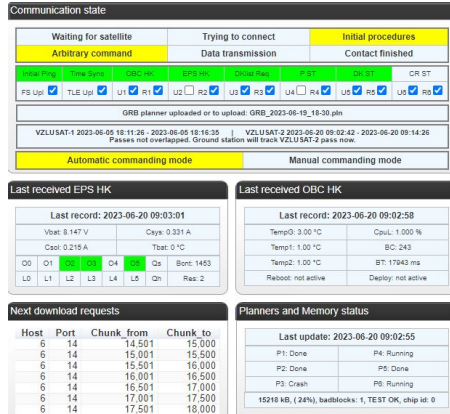 Communication state
Waiting for satellite Trying to connect Initial procedures
Arbitrary command Data transmission Contact finished
Initial Ping Time Sync OBC HK EPS HK DKlist Req P ST DK ST CR ST
FS Upl TLE Upl U1 R1 U2 R2 U3 R3 U4 R4 U5 R5 U6 R6
GRB planner uploaded or to upload: GRB_2023-06-19_18-30.pln
VZLUSAT-1 2023-06-05 18:11:26 - 2023-06-05 18:16:35 | VZLUSAT-2 2023-06-20 09:02:42 - 2023-06-20 09:14:26
Passes not overlapped. Ground station will track VZLUSAT-2 pass now.
Automatic commanding mode Manual commanding mode
Last received EPS HK
Last record: 2023-06-20 09:03:01
Vbat: 8.147 V Csys: 0.331 A
Csol: 0.215 A Tbat: 0 °C
O0 O1 O2 O3 O4 O5 Qs Bcnt: 1453
L0 L1 L2 L3 L4 L5 Qh Res: 2
Last received OBC HK
Last record: 2023-06-20 09:02:58
TempG: 3.00 °C CpuL: 1.000 %
Temp1: 1.00 °C BC: 243
Temp2: 1.00 °C BT: 17943 ms
Reboot: not active Deploy: not active
Next download requests
Host Port Chunk_from Chunk_to
6 14 14,501 15,000
6 14 15,001 15,500
6 14 15,501 16,000
6 14 16,001 16,500
6 14 16,501 17,000
6 14 17,001 17,500
6 14 17,501 18,000
Planners and Memory status
Last update: 2023-06-20 09:02:55
P1: Done P4: Running
P2: Done P5: Done
P3: Crash P6: Running
15218 kB, ( 24%), badblocks: 1, TEST OK, chip id: 0